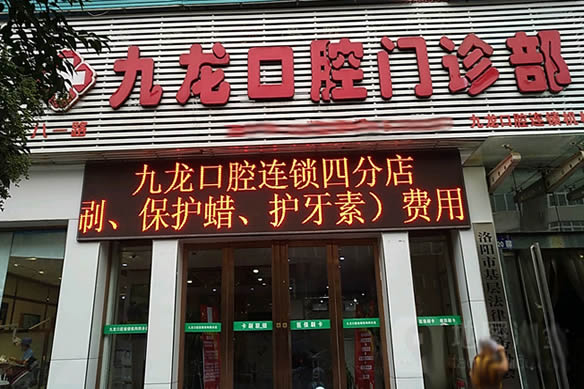 九龙口腔门诊部
八一路
九龙口腔连锁机
九龙口腔连锁四分店
刷、保护蜡、护牙素）费用
洛阳市基层法律